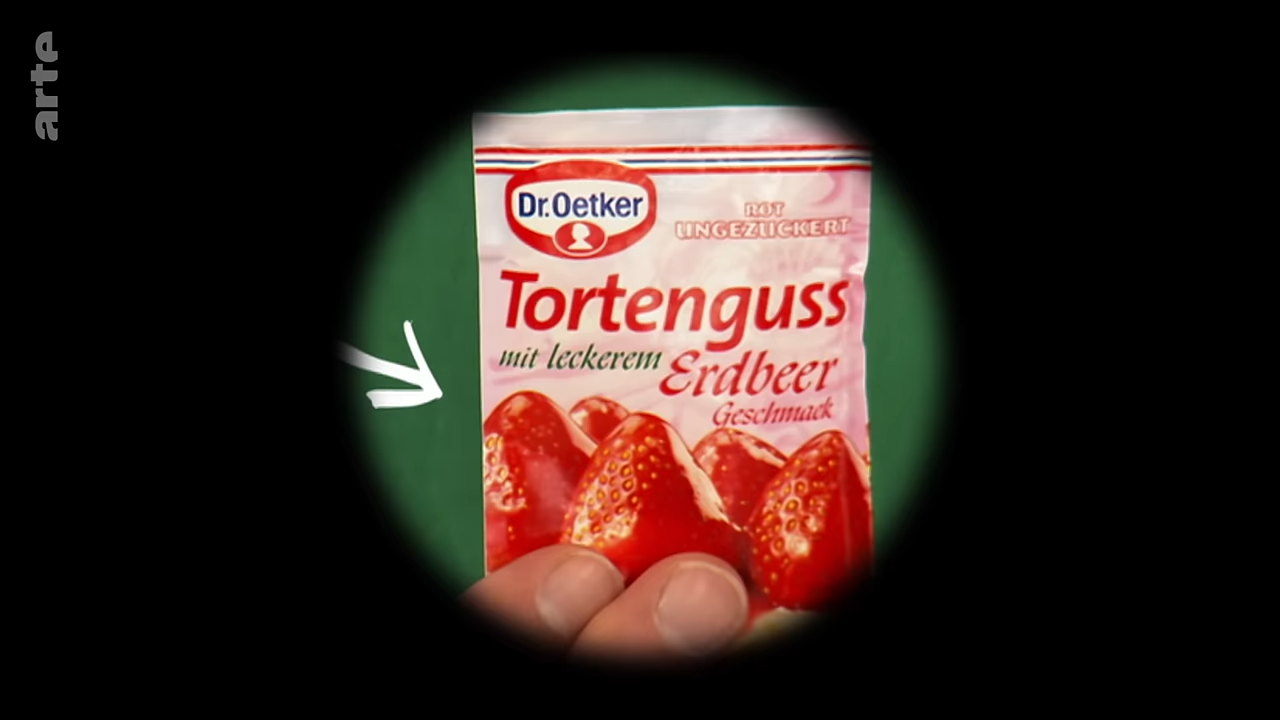 arte
Dr.Oetker
ROT
UNGEZUCKERT
Tortenguss
mit leckerem Erdbeer
Geschmack